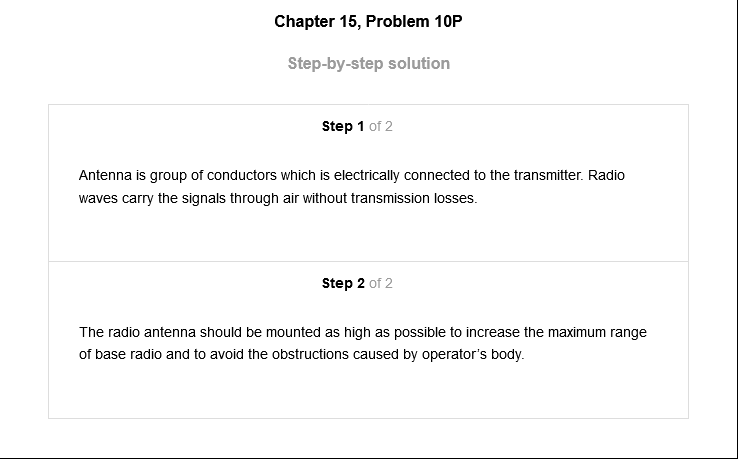 Chapter 15, Problem 10P
Step-by-step solution
Step 1 of 2
Antenna is group of conductors which is electrically connected to the transmitter. Radio
waves carry the signals through air without transmission losses.
Step 2 of 2
The radio antenna should be mounted as high as possible to increase the maximum range
of base radio and to avoid the obstructions caused by operator’s body.